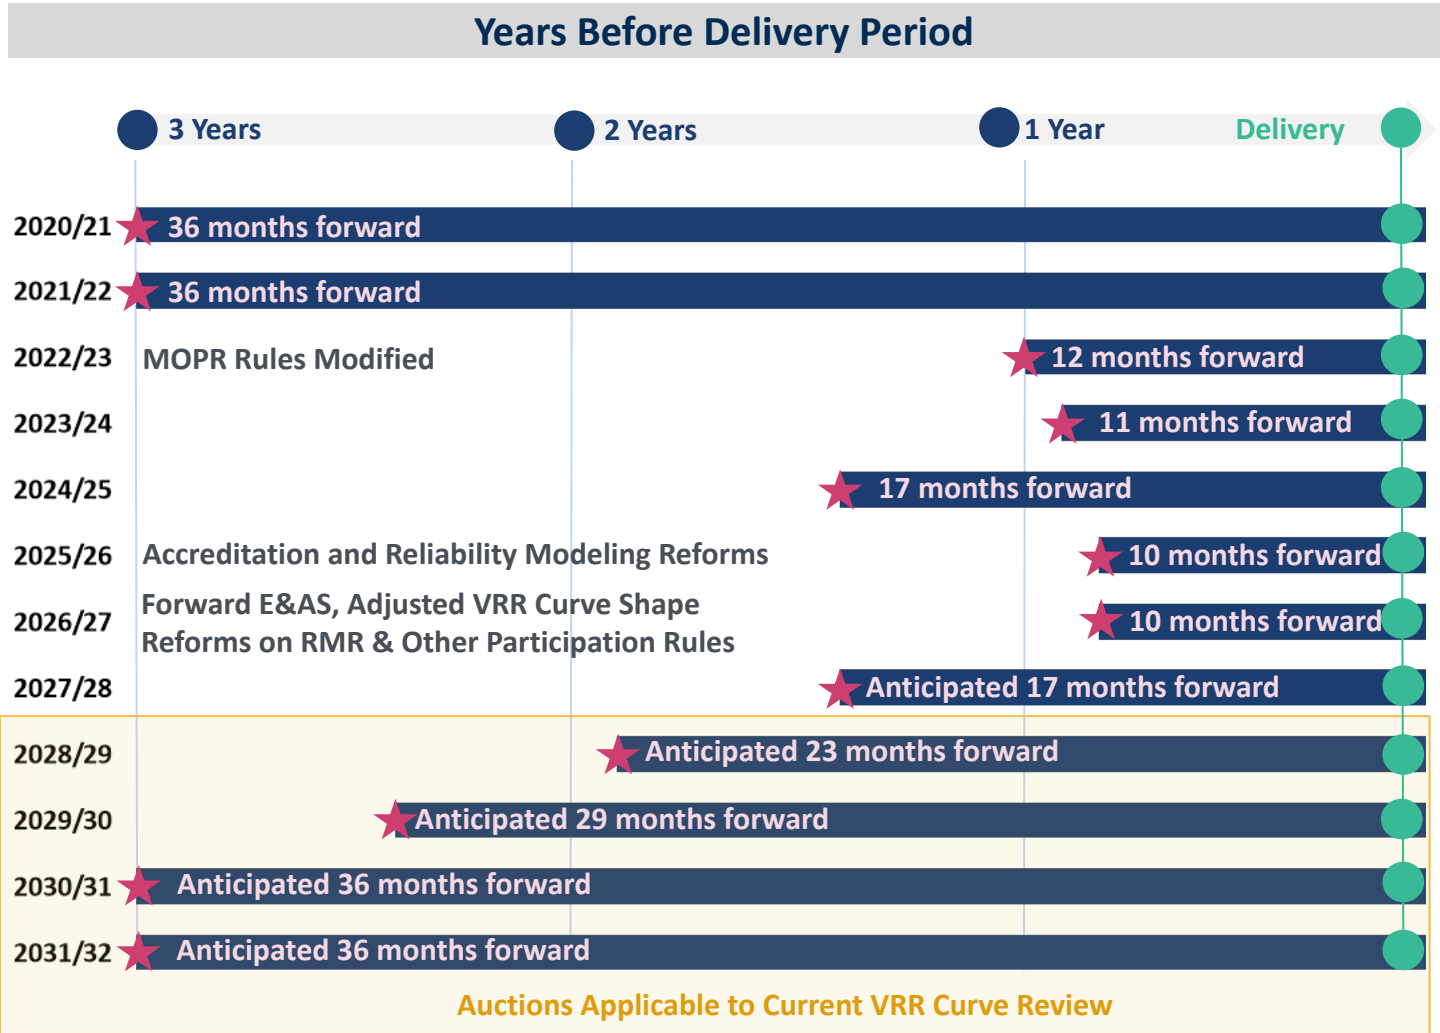 Years Before Delivery Period
3 Years
2 Years
1 Year
Delivery
2020/21
36 months forward
2021/22
36 months forward
2022/23
MOPR Rules Modified
12 months forward
2023/24
11 months forward
2024/25
17 months forward
2025/26
Accreditation and Reliability Modeling Reforms
10 months forward
2026/27
Forward E&AS, Adjusted VRR Curve Shape
Reforms on RMR & Other Participation Rules
10 months forward
2027/28
Anticipated 17 months forward
2028/29
Anticipated 23 months forward
2029/30
Anticipated 29 months forward
2030/31
Anticipated 36 months forward
2031/32
Anticipated 36 months forward
Auctions Applicable to Current VRR Curve Review